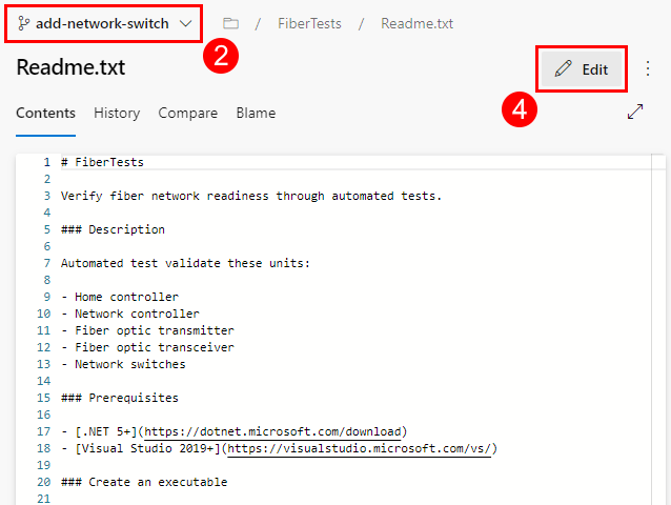 add-network-switch / FiberTests / Readme.txt
2
Readme.txt
Edit
4
Contents History Compare Blame
1 # FiberTests
2
3 Verify fiber network readiness through automated tests.
4
5 ### Description
6
7 Automated test validate these units:
8
9 - Home controller
10 - Network controller
11 - Fiber optic transmitter
12 - Fiber optic transceiver
13 - Network switches
14
15 ### Prerequisites
16
17 - [.NET 5+](https://dotnet.microsoft.com/download)
18 - [Visual Studio 2019+](https://visualstudio.microsoft.com/vs/)
19
20 ### Create an executable
21